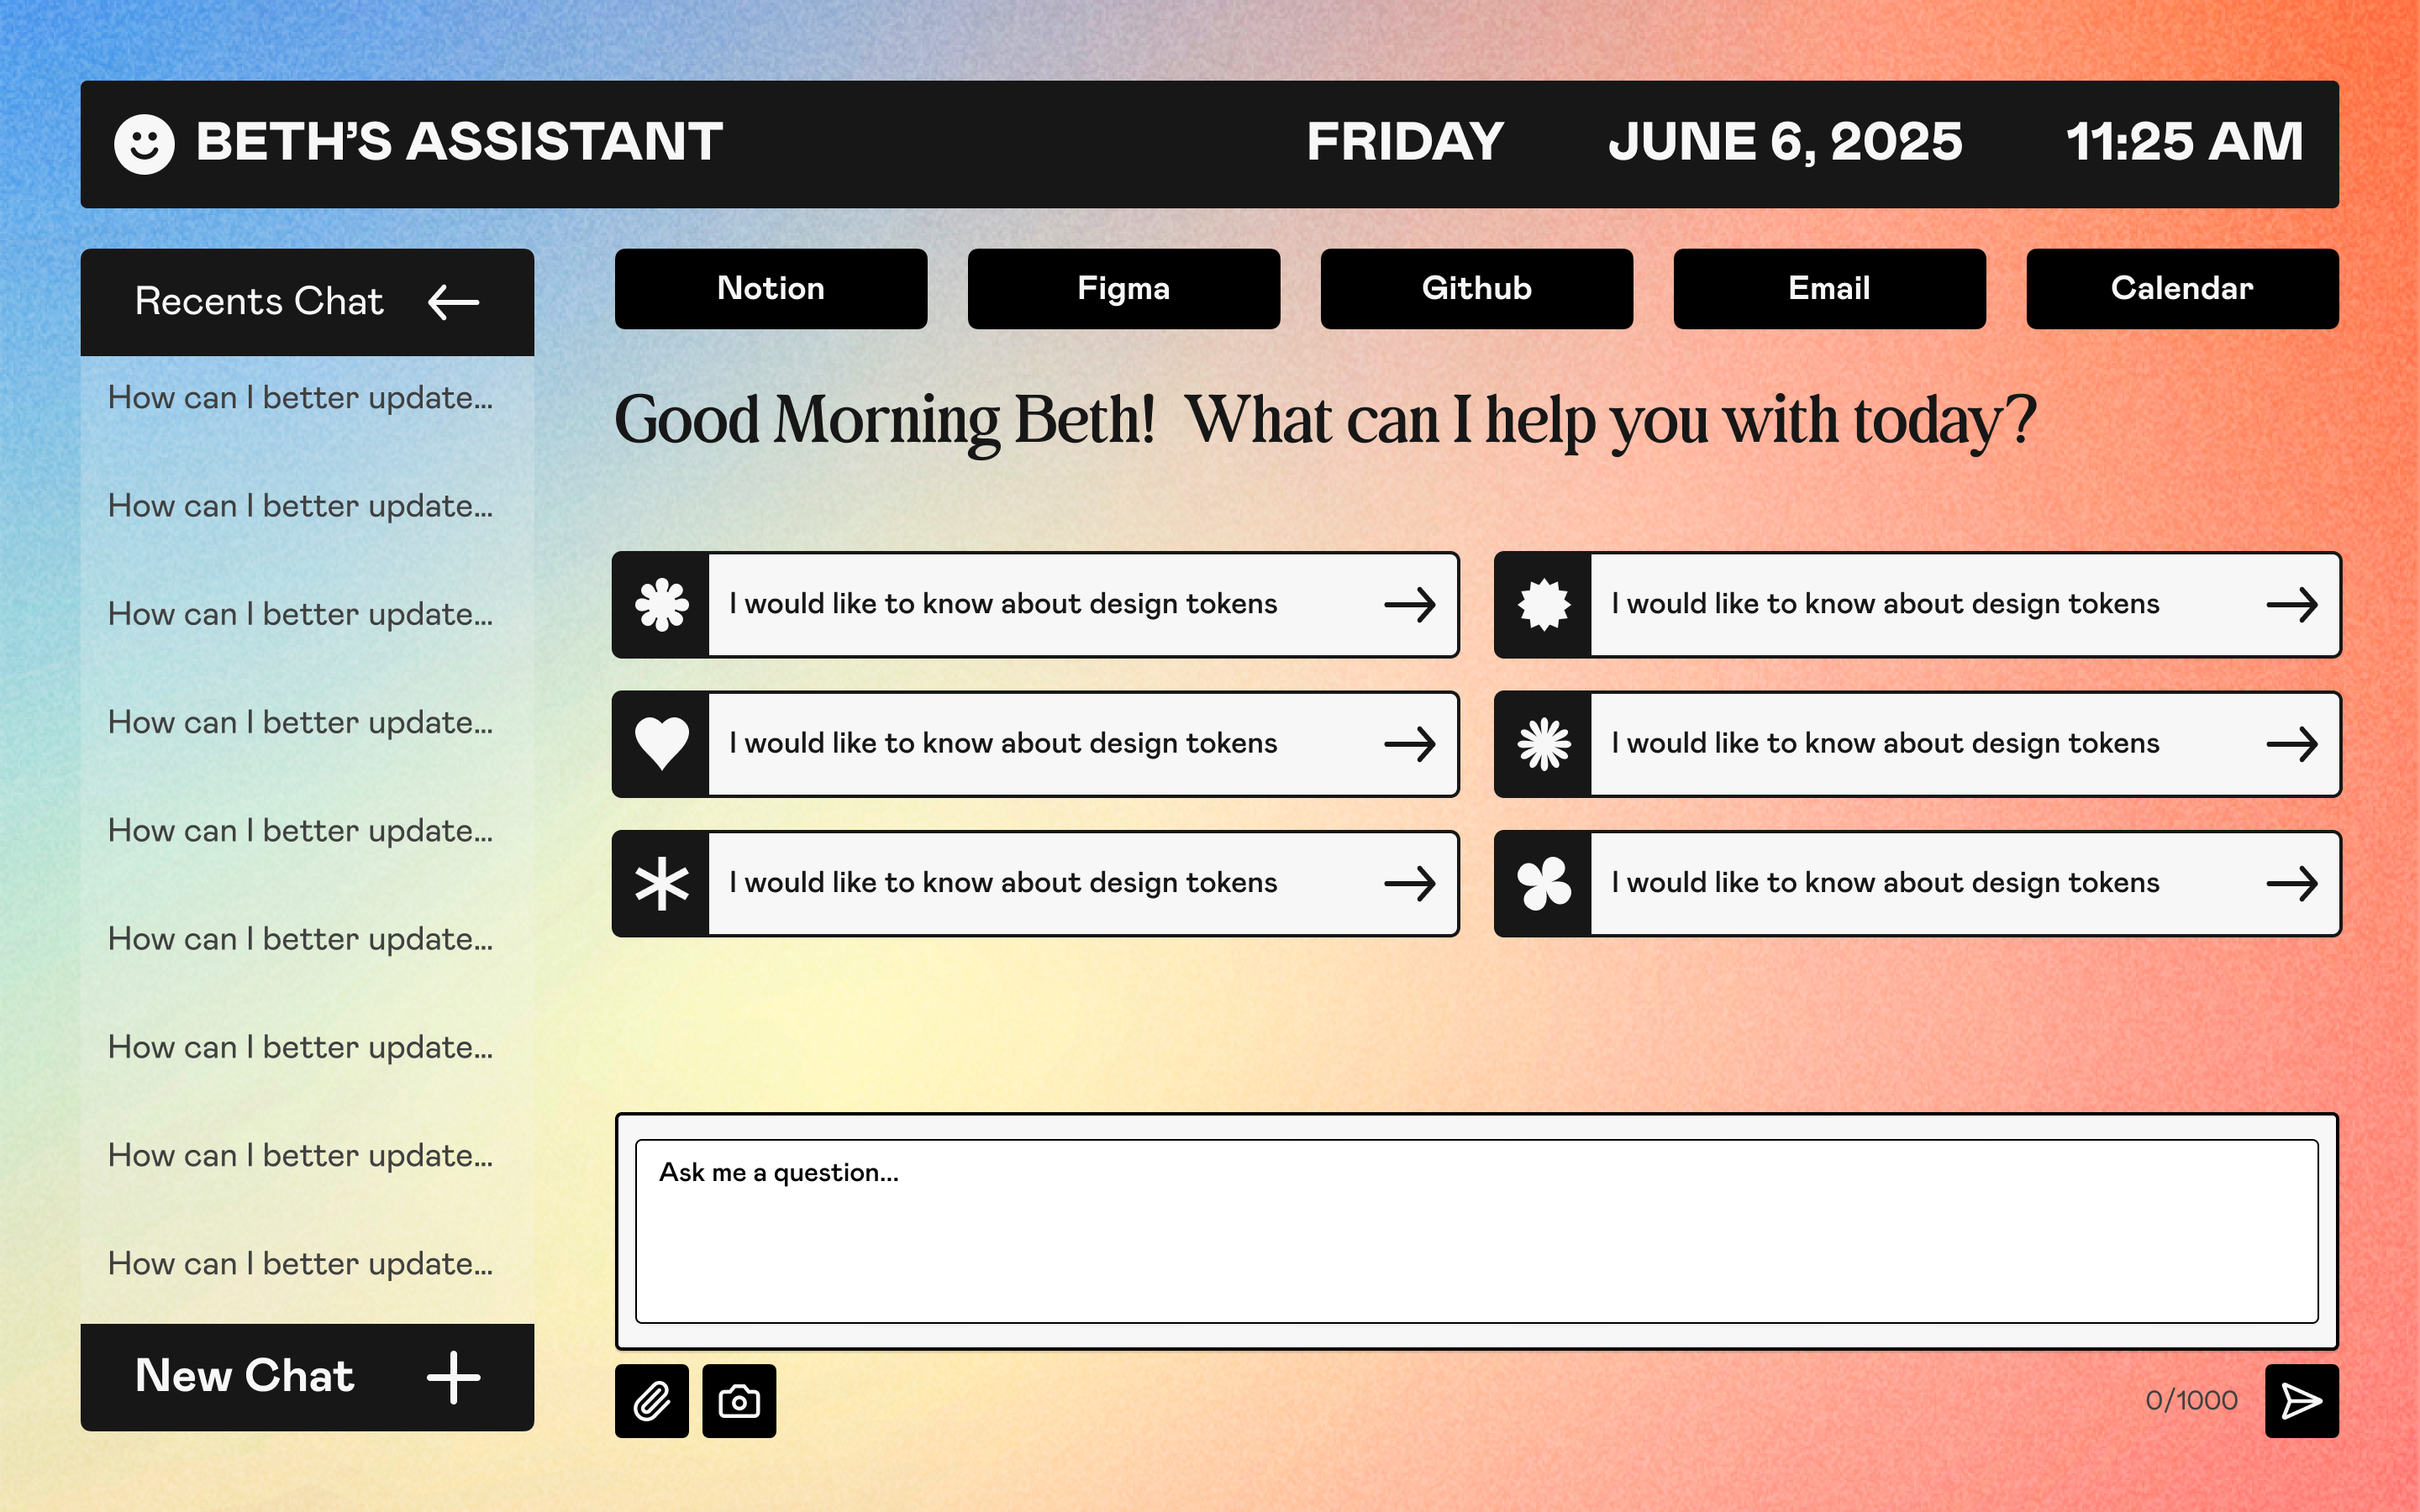 BETH’S ASSISTANT FRIDAY JUNE 6, 2025 11:25 AM
Recents Chat
How can I better update...
How can I better update...
How can I better update...
How can I better update...
How can I better update...
How can I better update...
How can I better update...
How can I better update...
How can I better update...
New Chat
Notion Figma Github Email Calendar
Good Morning Beth! What can I help you with today?
I would like to know about design tokens
I would like to know about design tokens
I would like to know about design tokens
I would like to know about design tokens
I would like to know about design tokens
I would like to know about design tokens
Ask me a question...
0/1000